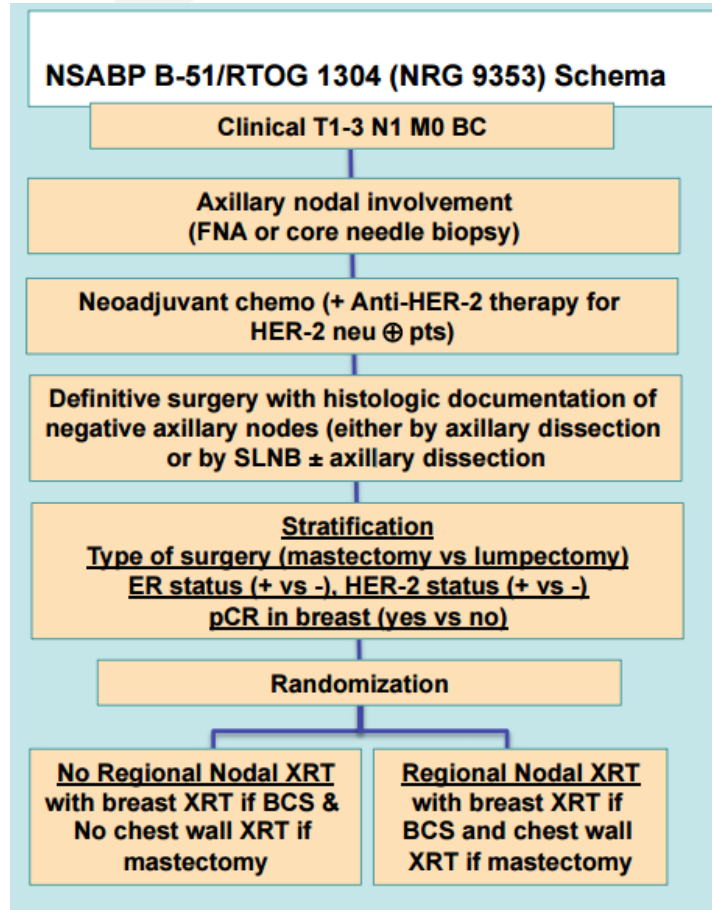 NSABP B-51/RTOG 1304 (NRG 9353) Schema
Clinical T1-3 N1 M0 BC
Axillary nodal involvement
(FNA or core needle biopsy)
Neoadjuvant chemo (+ Anti-HER-2 therapy for
HER-2 neu ⊕ pts)
Definitive surgery with histologic documentation of
negative axillary nodes (either by axillary dissection
or by SLNB ± axillary dissection
Stratification
Type of surgery (mastectomy vs lumpectomy)
ER status (+ vs -), HER-2 status (+ vs -)
pCR in breast (yes vs no)
Randomization
No Regional Nodal XRT
with breast XRT if BCS &
No chest wall XRT if
mastectomy
Regional Nodal XRT
with breast XRT if
BCS and chest wall
XRT if mastectomy